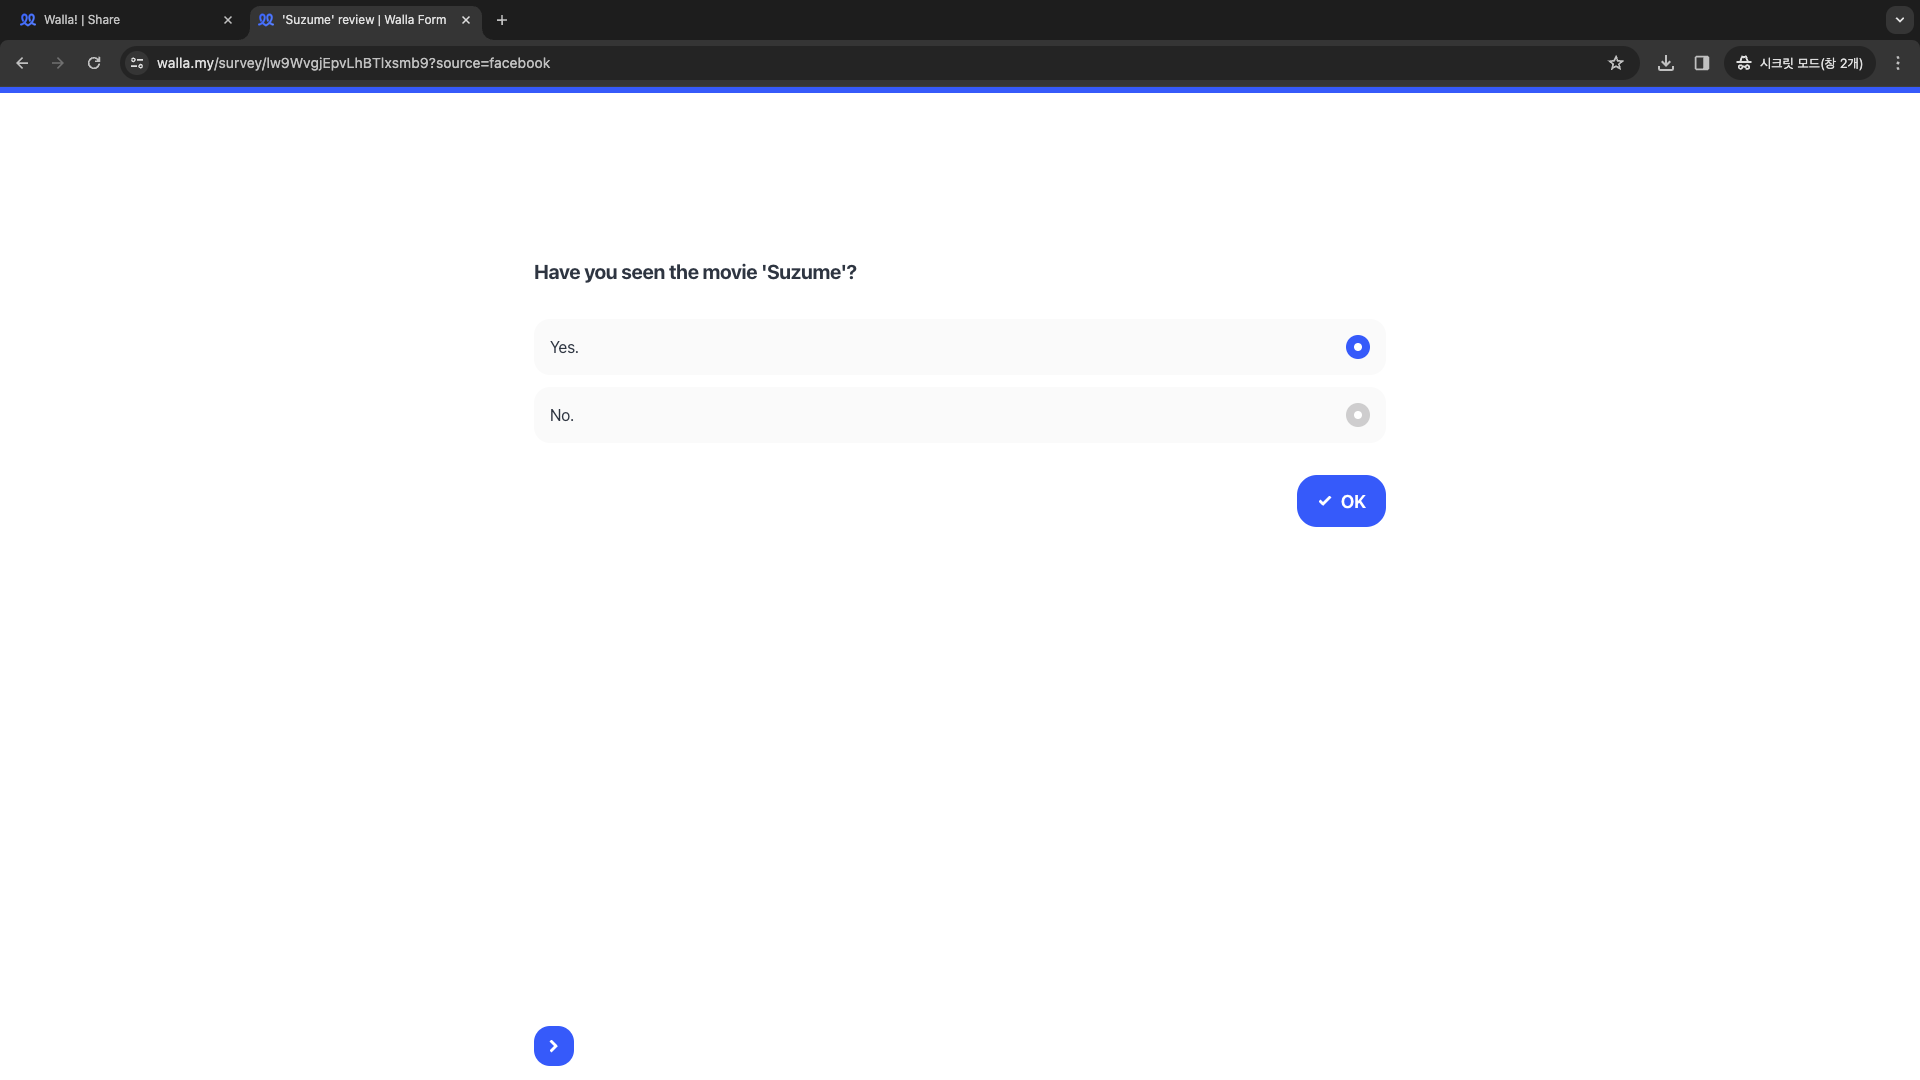 Walla! | Share
'Suzume' review | Walla Form
walla.my/survey/lw9WvgjEpvLhBTlxsmb9?source=facebook
시크릿 모드(창 2개)
Have you seen the movie 'Suzume'?
Yes.
No.
OK